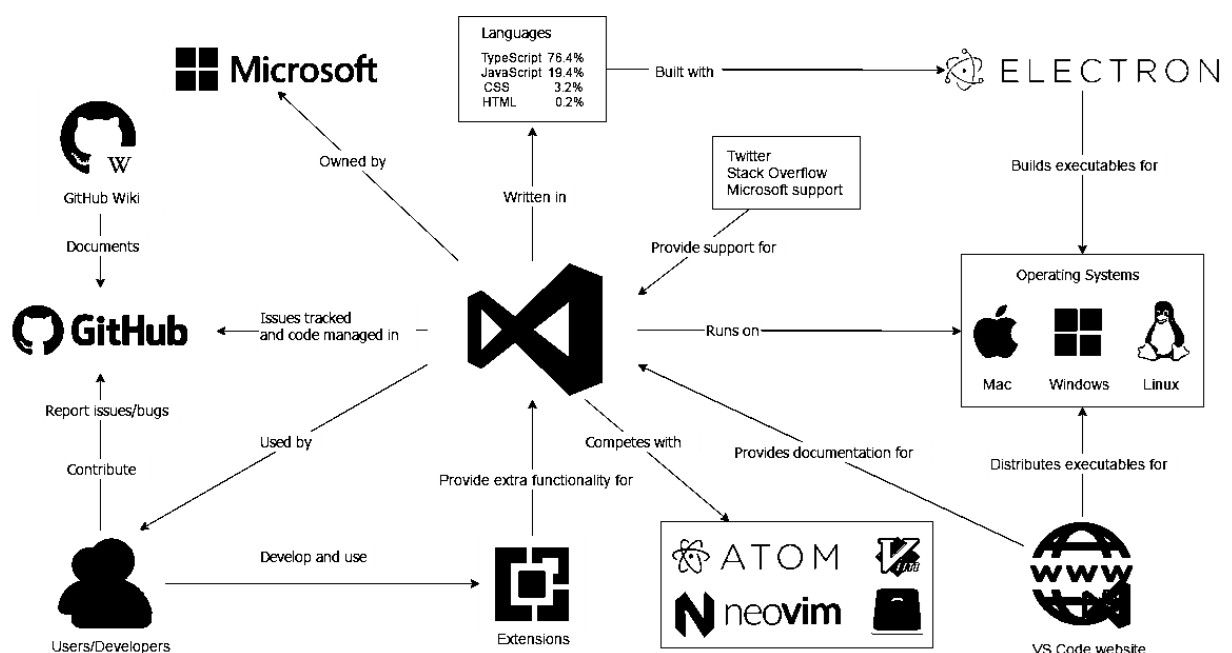 Microsoft
Languages
TypeScript 76.4%
JavaScript 19.4%
CSS 3.2%
HTML 0.2%
Built with
ELECTRON
W
GitHub Wiki
Owned by
Written in
Twitter
Stack Overflow
Microsoft support
Builds executables for
Documents
Provide support for
GitHub
Issues tracked
and code managed in
Runs on
Operating Systems
Mac
Windows
Linux
Report issues/bugs
Contribute
Used by
Competes with
Provide extra functionality for
Provides documentation for
Distributes executables for
Develop and use
ATOM
neovim
WWW
Users/Developers
Extensions
VS Code website